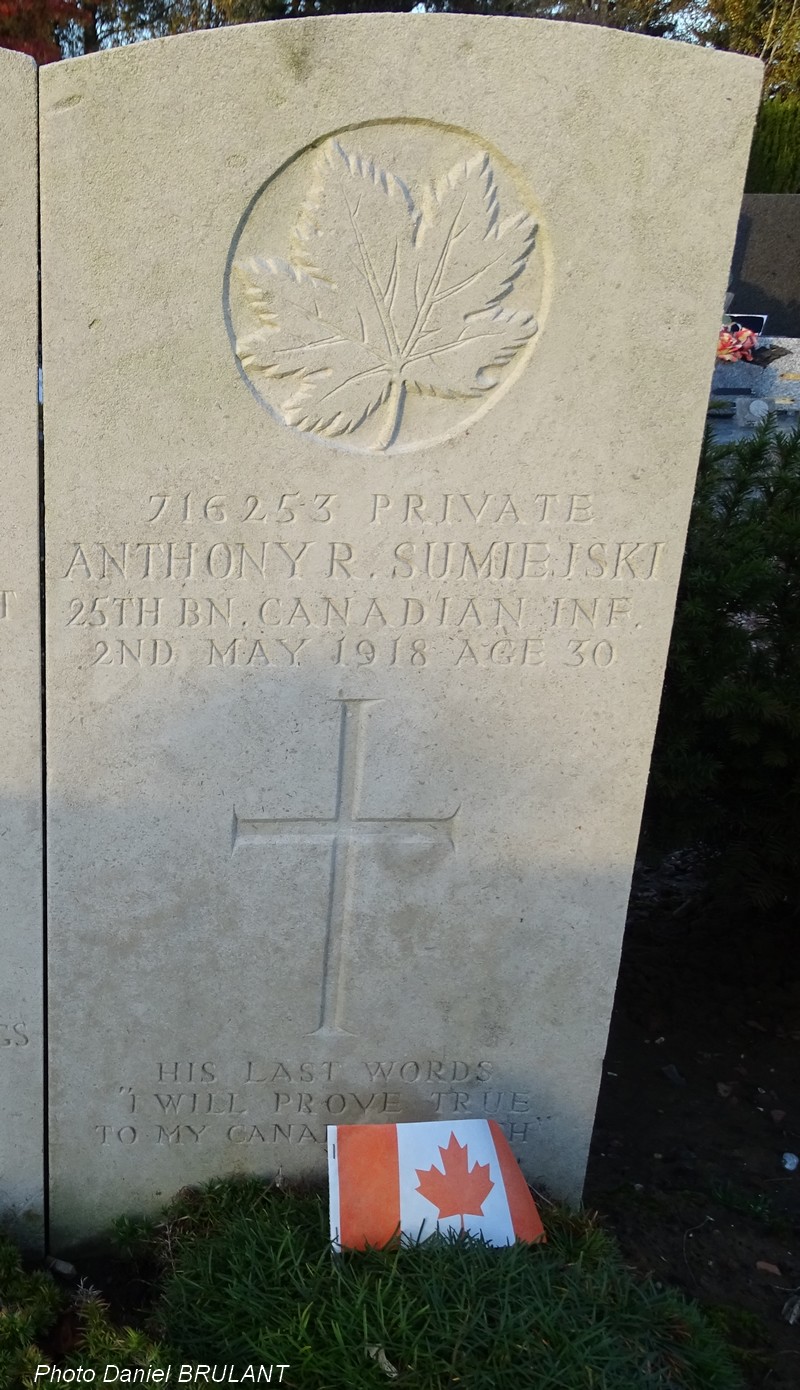 716253 PRIVATE
ANTHONY R. SUMIEJSKI
25TH BN. CANADIAN INF.
2ND MAY 1918 AGE 30
HIS LAST WORDS
"I WILL PROVE TRUE
TO MY
Photo Daniel BRULANT